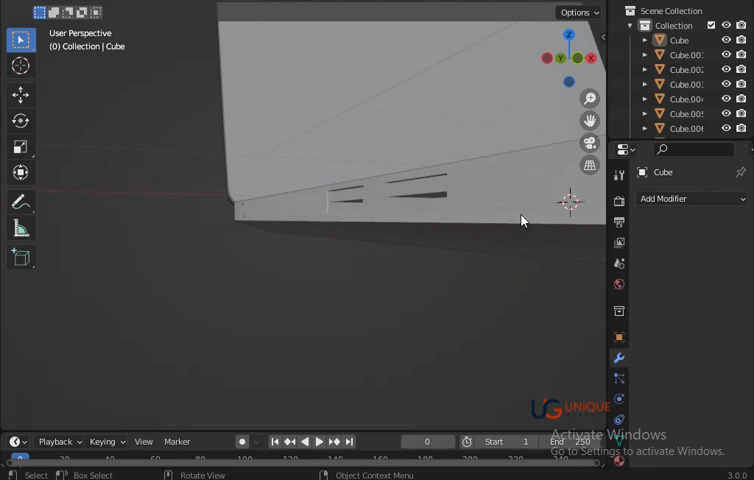 Options
User Perspective
(0) Collection | Cube
Z
Y
X
Scene Collection
Collection
Cube
Cube.001
Cube.002
Cube.003
Cube.004
Cube.005
Cube.006
Cube
Add Modifier
UG UNIQUE
Activate Windows
Go to Settings to activate Windows.
Playback
Keying
View
Marker
0
Start 1
End 250
0
Select
Box Select
Rotate View
Object Context Menu
3.0.0